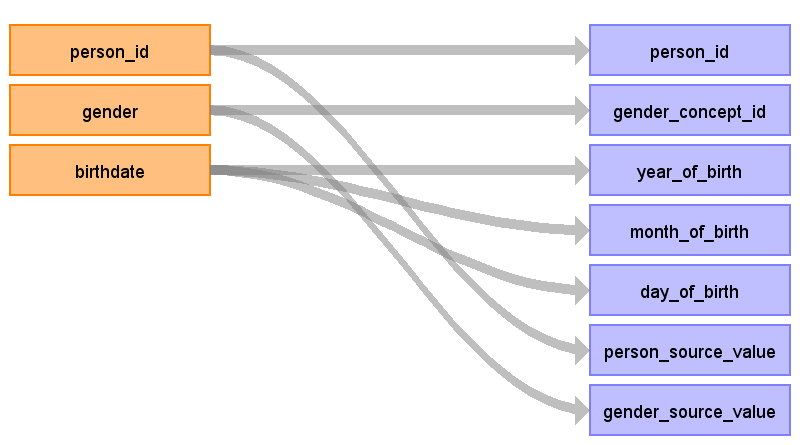 person_id
person_id
gender
gender_concept_id
birthdate
year_of_birth
month_of_birth
day_of_birth
person_source_value
gender_source_value